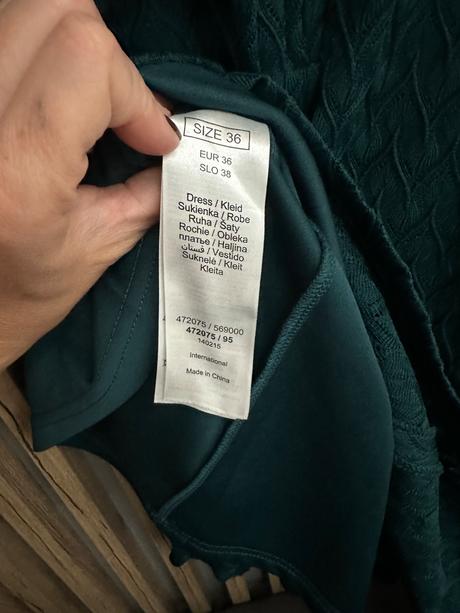 SIZE 36
EUR 36
SLO 38
Dress / Kleid
Sukienka / Robe
Ruha / Šaty
Rochie / Obleka
платье / Haljina
فستان / Vestido
Suknelė / Kleit
Kleita
472075 / 569000
472075 / 95
140215
International
Made in China